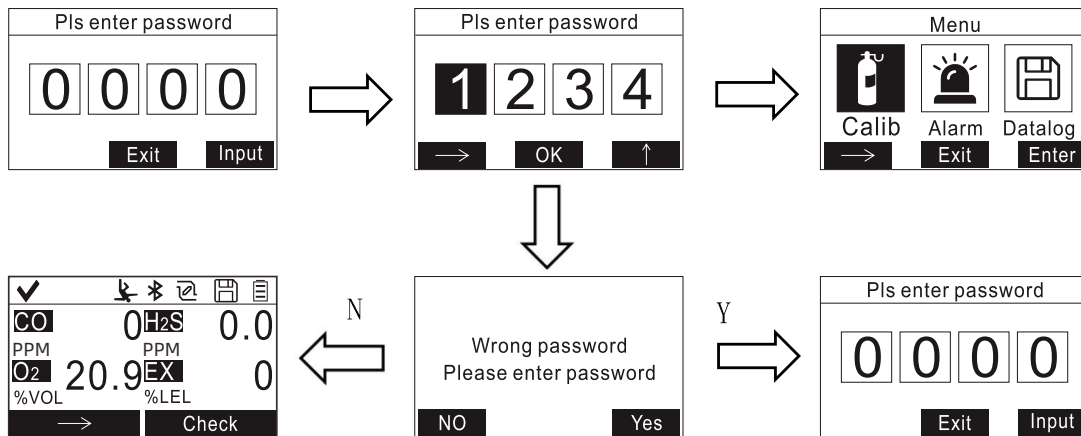 Pls enter password
0 0 0 0
Exit Input
Pls enter password
1 2 3 4
→ OK ↑
Menu
Calib Alarm Datalog
→ Exit Enter
CO 0 H2S 0.0
PPM PPM
O2 20.9 EX 0
%VOL %LEL
→ Check
N
Wrong password
Please enter password
NO Yes
Y
Pls enter password
0 0 0 0
Exit Input